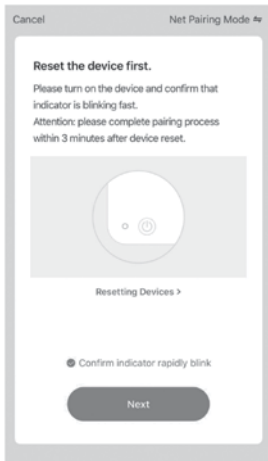 Cancel
Net Pairing Mode ⇋
Reset the device first.
Please turn on the device and confirm that
indicator is blinking fast.
Attention: please complete pairing process
within 3 minutes after device reset.
Resetting Devices >
Confirm indicator rapidly blink
Next